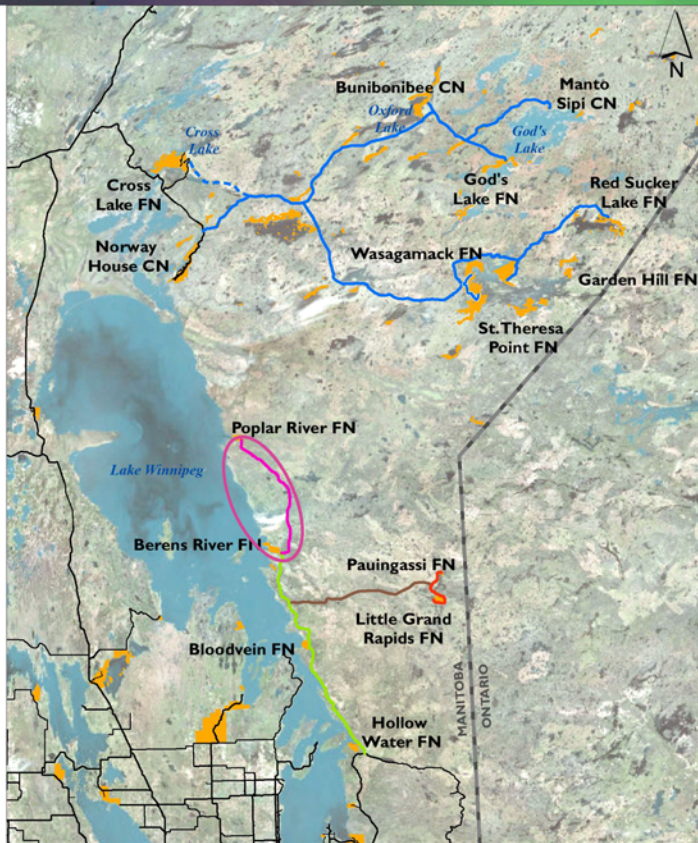 N
Bunibonibee CN
Manto
Sipi CN
Oxford
Lake
God's
Lake
Cross
Lake
God's
Lake FN
Red Sucker
Lake FN
Cross
Lake FN
Norway
House CN
Wasagamack FN
Garden Hill FN
St. Theresa
Point FN
Poplar River FN
Lake Winnipeg
Berens River FN
Pauingassi FN
Little Grand
Rapids FN
Bloodvein FN
MANITOBA
ONTARIO
Hollow
Water FN